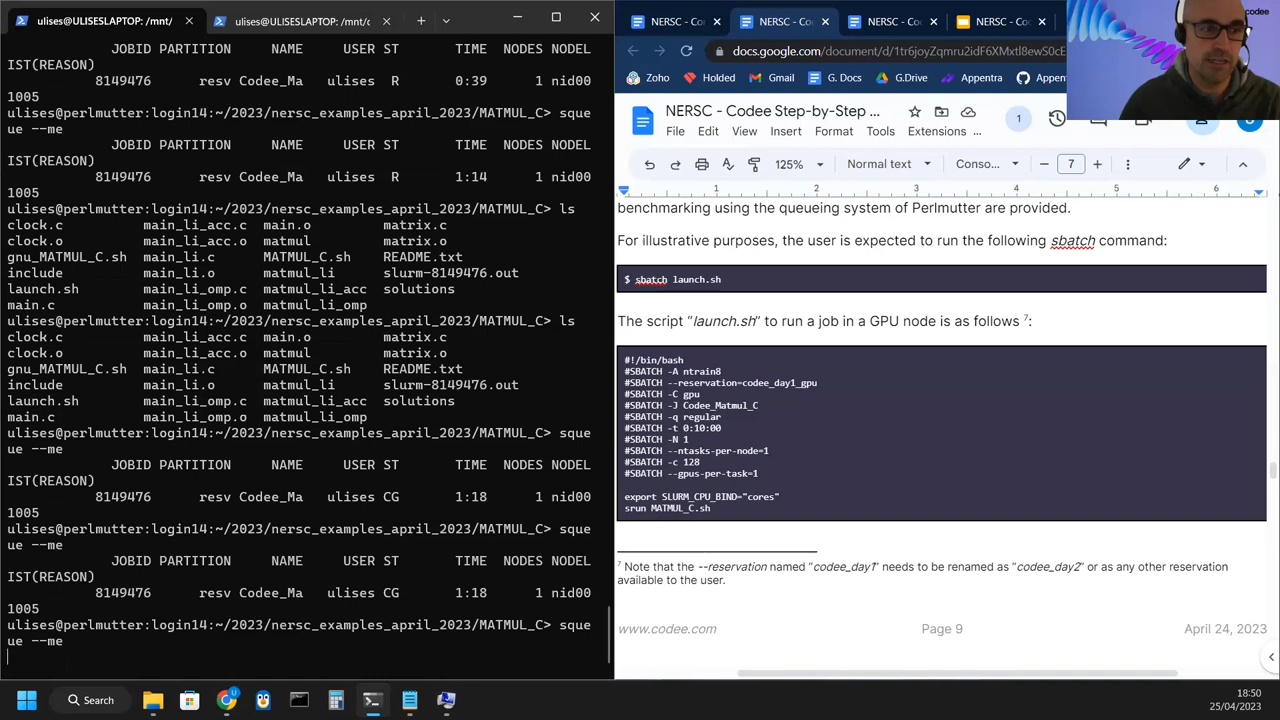 ulises@ULISESLAPTOP: /mnt/
ulises@ULISESLAPTOP: /mnt/c
JOBID PARTITION NAME USER ST TIME NODES NODEL
IST(REASON)
8149476 resv Codee_Ma ulises R 0:39 1 nid00
1005
ulises@perlmutter:login14:~/2023/nersc_examples_april_2023/MATMUL_C> sque
ue --me
JOBID PARTITION NAME USER ST TIME NODES NODEL
IST(REASON)
8149476 resv Codee_Ma ulises R 1:14 1 nid00
1005
ulises@perlmutter:login14:~/2023/nersc_examples_april_2023/MATMUL_C> ls
clock.c main_li_acc.c main.o matrix.c
clock.o main_li_acc.o matmul matrix.o
gnu_MATMUL_C.sh main_li.c MATMUL_C.sh README.txt
include main_li.o matmul_li slurm-8149476.out
launch.sh main_li_omp.c matmul_li_acc solutions
main.c main_li_omp.o matmul_li_omp
ulises@perlmutter:login14:~/2023/nersc_examples_april_2023/MATMUL_C> ls
clock.c main_li_acc.c main.o matrix.c
clock.o main_li_acc.o matmul matrix.o
gnu_MATMUL_C.sh main_li.c MATMUL_C.sh README.txt
include main_li.o matmul_li slurm-8149476.out
launch.sh main_li_omp.c matmul_li_acc solutions
main.c main_li_omp.o matmul_li_omp
ulises@perlmutter:login14:~/2023/nersc_examples_april_2023/MATMUL_C> sque
ue --me
JOBID PARTITION NAME USER ST TIME NODES NODEL
IST(REASON)
8149476 resv Codee_Ma ulises CG 1:18 1 nid00
1005
ulises@perlmutter:login14:~/2023/nersc_examples_april_2023/MATMUL_C> sque
ue --me
JOBID PARTITION NAME USER ST TIME NODES NODEL
IST(REASON)
8149476 resv Codee_Ma ulises CG 1:18 1 nid00
1005
ulises@perlmutter:login14:~/2023/nersc_examples_april_2023/MATMUL_C> sque
ue --me
NERSC - Co NERSC - Co NERSC - Co NERSC - Co
codee
Zoho Holded Gmail G. Docs G.Drive Appentra Appentra
NERSC - Codee Step-by-Step ...
File Edit View Insert Format Tools Extensions ...
1
125% Normal text Conso... 7
1 2 3 4 5 6
benchmarking using the queueing system of Perlmutter are provided.
For illustrative purposes, the user is expected to run the following sbatch command:
$ sbatch launch.sh
The script "launch.sh" to run a job in a GPU node is as follows 7:
#!/bin/bash
#SBATCH -A ntrain8
#SBATCH --reservation=codee_day1_gpu
#SBATCH -C gpu
#SBATCH -J Codee_Matmul_C
#SBATCH -q regular
#SBATCH -t 0:10:00
#SBATCH -N 1
#SBATCH --ntasks-per-node=1
#SBATCH -c 128
#SBATCH --gpus-per-task=1
export SLURM_CPU_BIND="cores"
srun MATMUL_C.sh
7 Note that the --reservation named "codee_day1" needs to be renamed as "codee_day2" or as any other reservation
available to the user.
www.codee.com Page 9 April 24, 2023
Search
18:50
25/04/2023